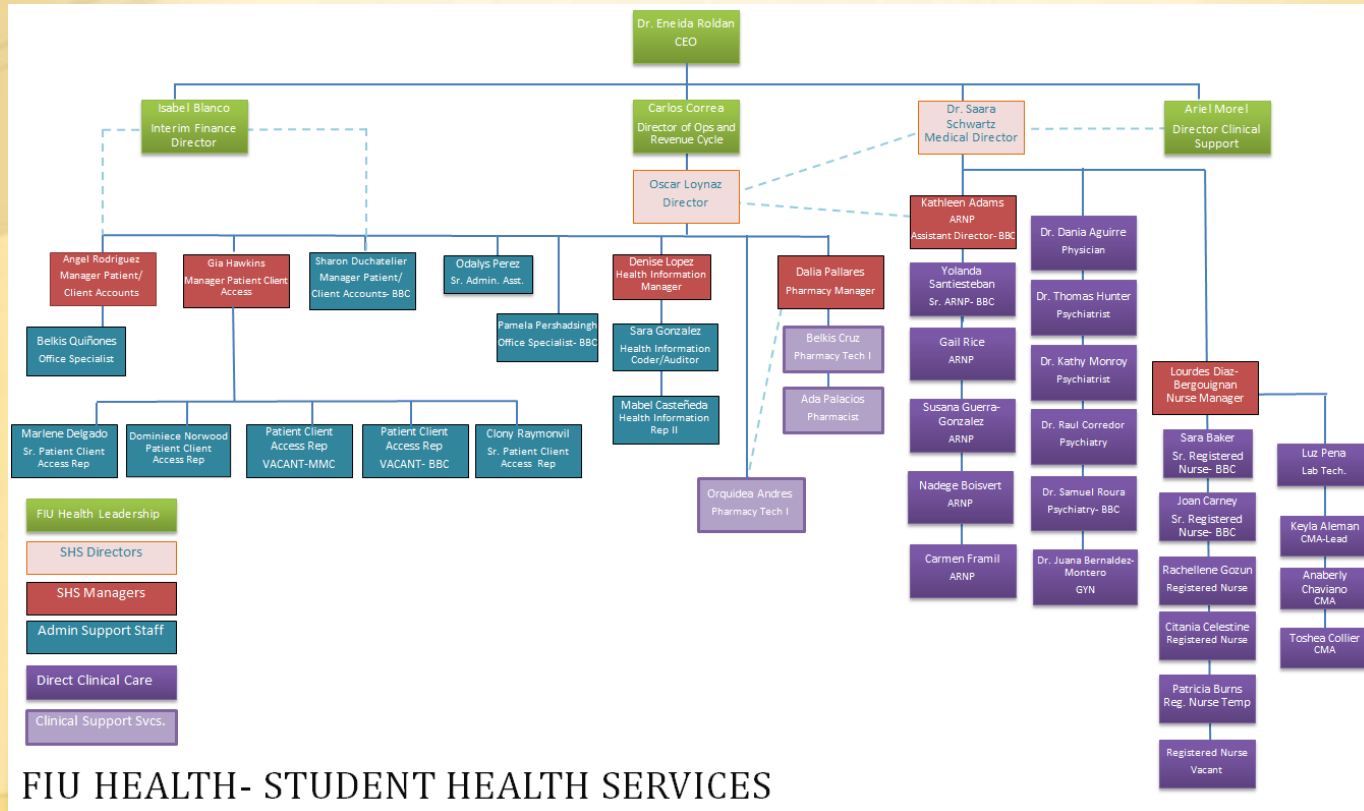 Dr. Eneida Roldan
CEO
Isabel Blanco
Interim Finance
Director
Carlos Correa
Director of Ops and
Revenue Cycle
Dr. Saara
Schwartz
Medical Director
Ariel Morel
Director Clinical
Support
Oscar Loynaz
Director
Angel Rodriguez
Manager Patient/
Client Accounts
Gia Hawkins
Manager Patient Client
Access
Sharon Duchatelier
Manager Patient/
Client Accounts- BBC
Odalys Perez
Sr. Admin. Asst.
Pamela Pershadsingh
Office Specialist- BBC
Denise Lopez
Health Information
Manager
Dalia Pallares
Pharmacy Manager
Belkis Quiñones
Office Specialist
Sara Gonzalez
Health Information
Coder/Auditor
Mabel Casteñeda
Health Information
Rep II
Belkis Cruz
Pharmacy Tech I
Ada Palacios
Pharmacist
Orquidea Andres
Pharmacy Tech I
Marlene Delgado
Sr. Patient Client
Access Rep
Dominiece Norwood
Patient Client
Access Rep
Patient Client
Access Rep
VACANT-MMC
Patient Client
Access Rep
VACANT- BBC
Clony Raymonvil
Sr. Patient Client
Access Rep
Kathleen Adams
ARNP
Assistant Director- BBC
Yolanda
Santiesteban
Sr. ARNP- BBC
Gail Rice
ARNP
Susana Guerra-
Gonzalez
ARNP
Nadege Boisvert
ARNP
Carmen Framil
ARNP
Dr. Dania Aguirre
Physician
Dr. Thomas Hunter
Psychiatrist
Dr. Kathy Monroy
Psychiatrist
Dr. Raul Corredor
Psychiatry
Dr. Samuel Roura
Psychiatry- BBC
Dr. Juana Bernaldez-
Montero
GYN
Lourdes Diaz-
Bergouignan
Nurse Manager
Sara Baker
Sr. Registered
Nurse- BBC
Joan Carney
Sr. Registered
Nurse- BBC
Rachellene Gozun
Registered Nurse
Citania Celestine
Registered Nurse
Patricia Burns
Reg. Nurse Temp
Registered Nurse
Vacant
Luz Pena
Lab Tech.
Keyla Aleman
CMA-Lead
Anaberly
Chaviano
CMA
Toshea Collier
CMA
FIU Health Leadership
SHS Directors
SHS Managers
Admin Support Staff
Direct Clinical Care
Clinical Support Svcs.
FIU HEALTH- STUDENT HEALTH SERVICES